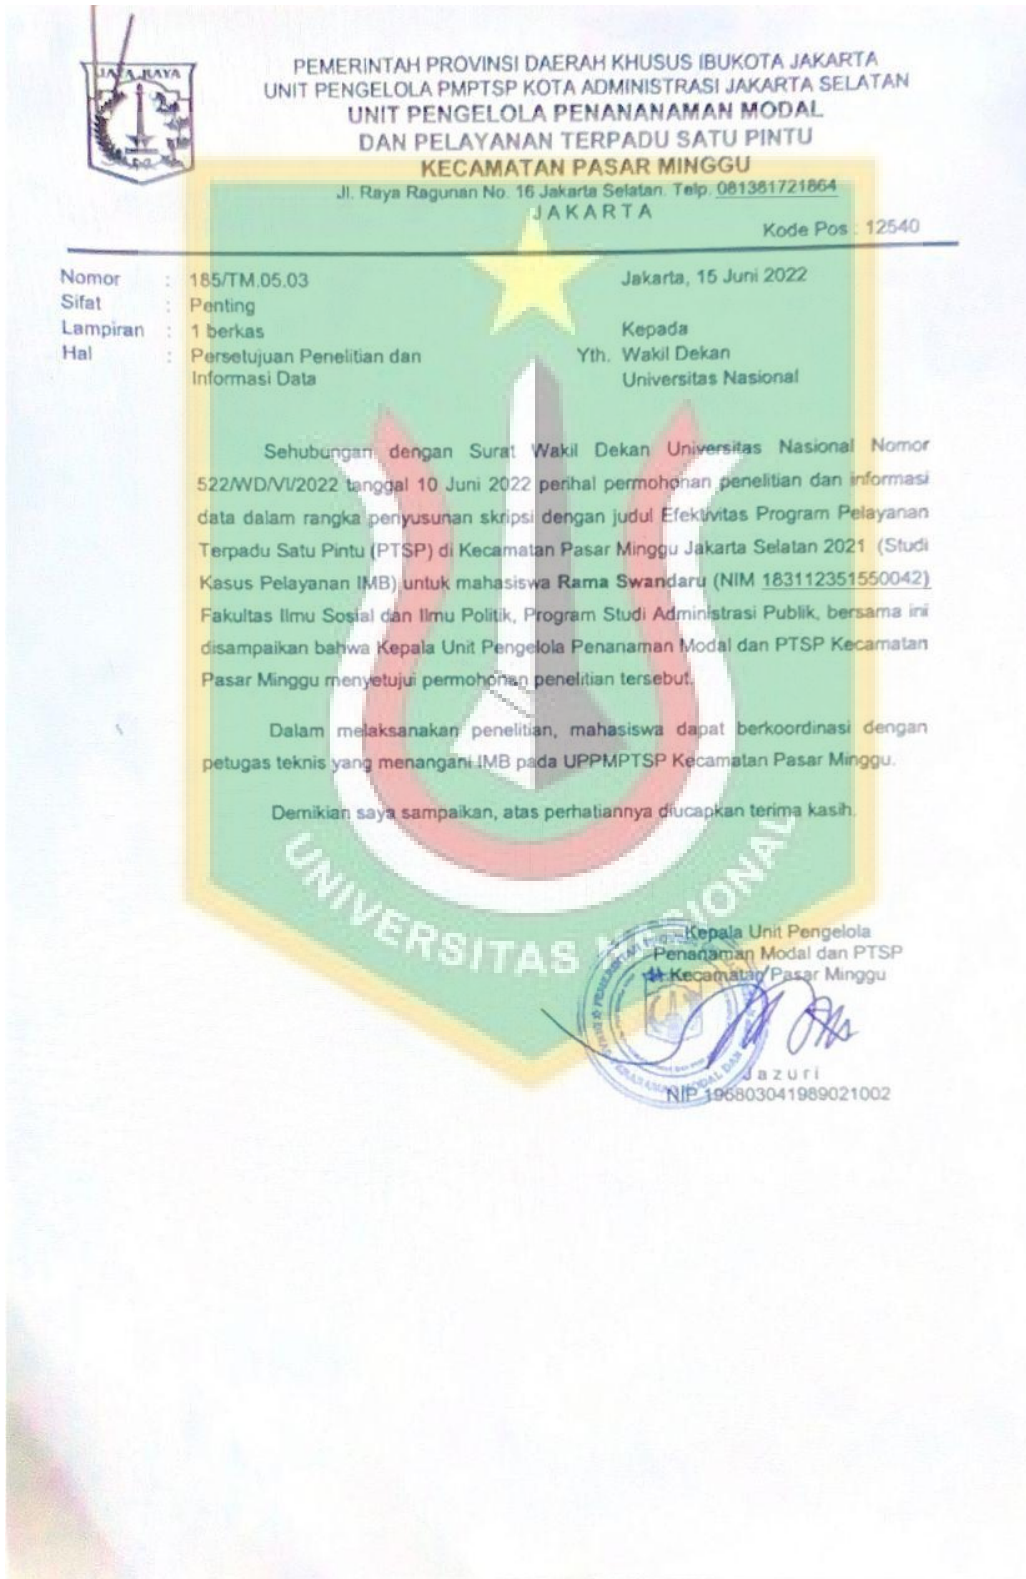 JAYA RAYA
PEMERINTAH PROVINSI DAERAH KHUSUS IBUKOTA JAKARTA
UNIT PENGELOLA PMPTSP KOTA ADMINISTRASI JAKARTA SELATAN
UNIT PENGELOLA PENANANAMAN MODAL
DAN PELAYANAN TERPADU SATU PINTU
KECAMATAN PASAR MINGGU
Jl. Raya Ragunan No. 16 Jakarta Selatan. Telp. 081381721864
JAKARTA
Kode Pos : 12540
Nomor : 185/TM.05.03
Jakarta, 15 Juni 2022
Sifat : Penting
Lampiran : 1 berkas
Kepada
Hal : Persetujuan Penelitian dan
Yth. Wakil Dekan
Informasi Data
Universitas Nasional
Sehubungan dengan Surat Wakil Dekan Universitas Nasional Nomor
522/WD/VI/2022 tanggal 10 Juni 2022 perihal permohonan penelitian dan informasi
data dalam rangka penyusunan skripsi dengan judul Efektivitas Program Pelayanan
Terpadu Satu Pintu (PTSP) di Kecamatan Pasar Minggu Jakarta Selatan 2021 (Studi
Kasus Pelayanan IMB) untuk mahasiswa Rama Swandaru (NIM 183112351550042)
Fakultas Ilmu Sosial dan Ilmu Politik, Program Studi Administrasi Publik, bersama ini
disampaikan bahwa Kepala Unit Pengelola Penanaman Modal dan PTSP Kecamatan
Pasar Minggu menyetujui permohonan penelitian tersebut.
Dalam melaksanakan penelitian, mahasiswa dapat berkoordinasi dengan
petugas teknis yang menangani IMB pada UPPMPTSP Kecamatan Pasar Minggu.
Demikian saya sampaikan, atas perhatiannya diucapkan terima kasih.
UNIVERSITAS NASIONAL
Kepala Unit Pengelola
Penanaman Modal dan PTSP
Kecamatan Pasar Minggu
Jazuri
NIP 196803041989021002